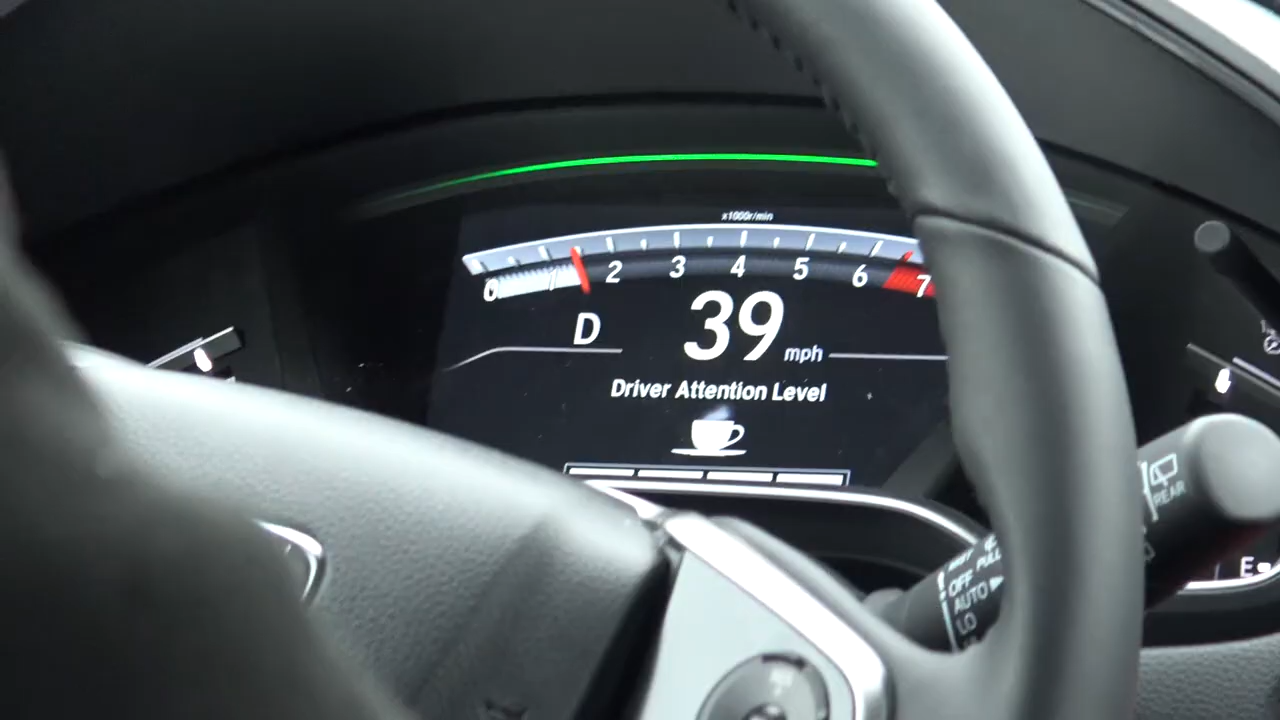 x1000r/min
0 1 2 3 4 5 6 7
D 39 mph
Driver Attention Level
REAR
OFF
AUTO
LO
E